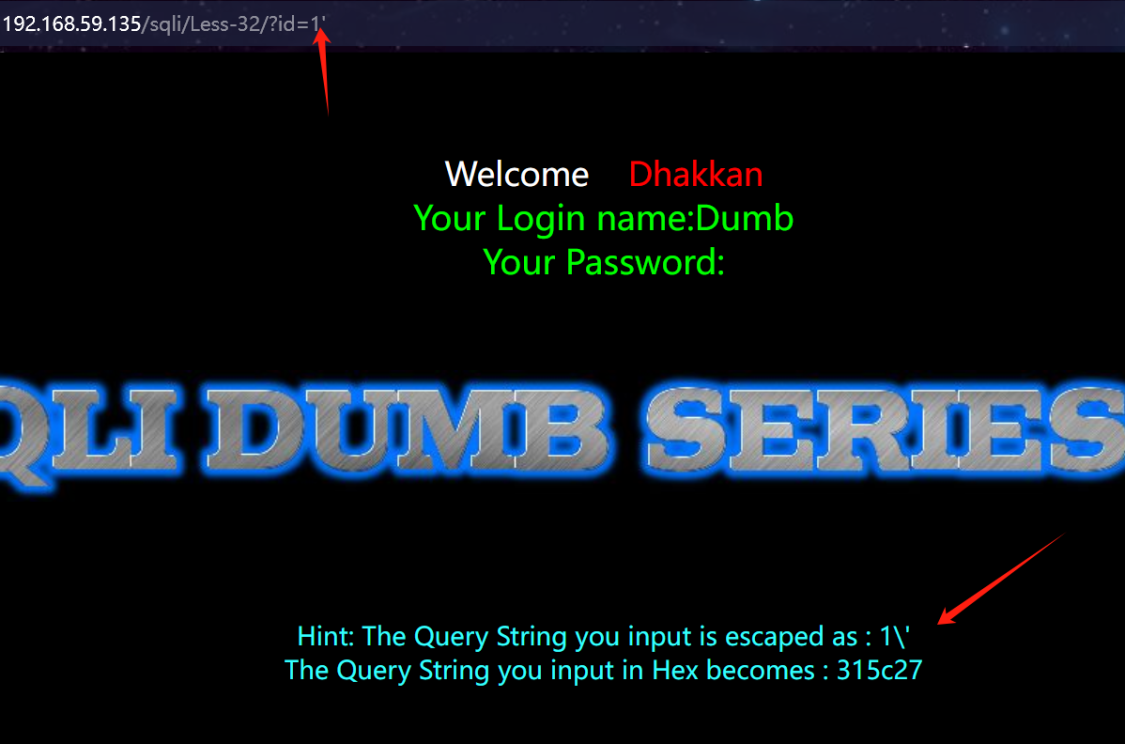 192.168.59.135/sqli/Less-32/?id=1'
Welcome Dhakkan
Your Login name:Dumb
Your Password:
QLI DUMB SERIES
Hint: The Query String you input is escaped as : 1\'
The Query String you input in Hex becomes : 315c27